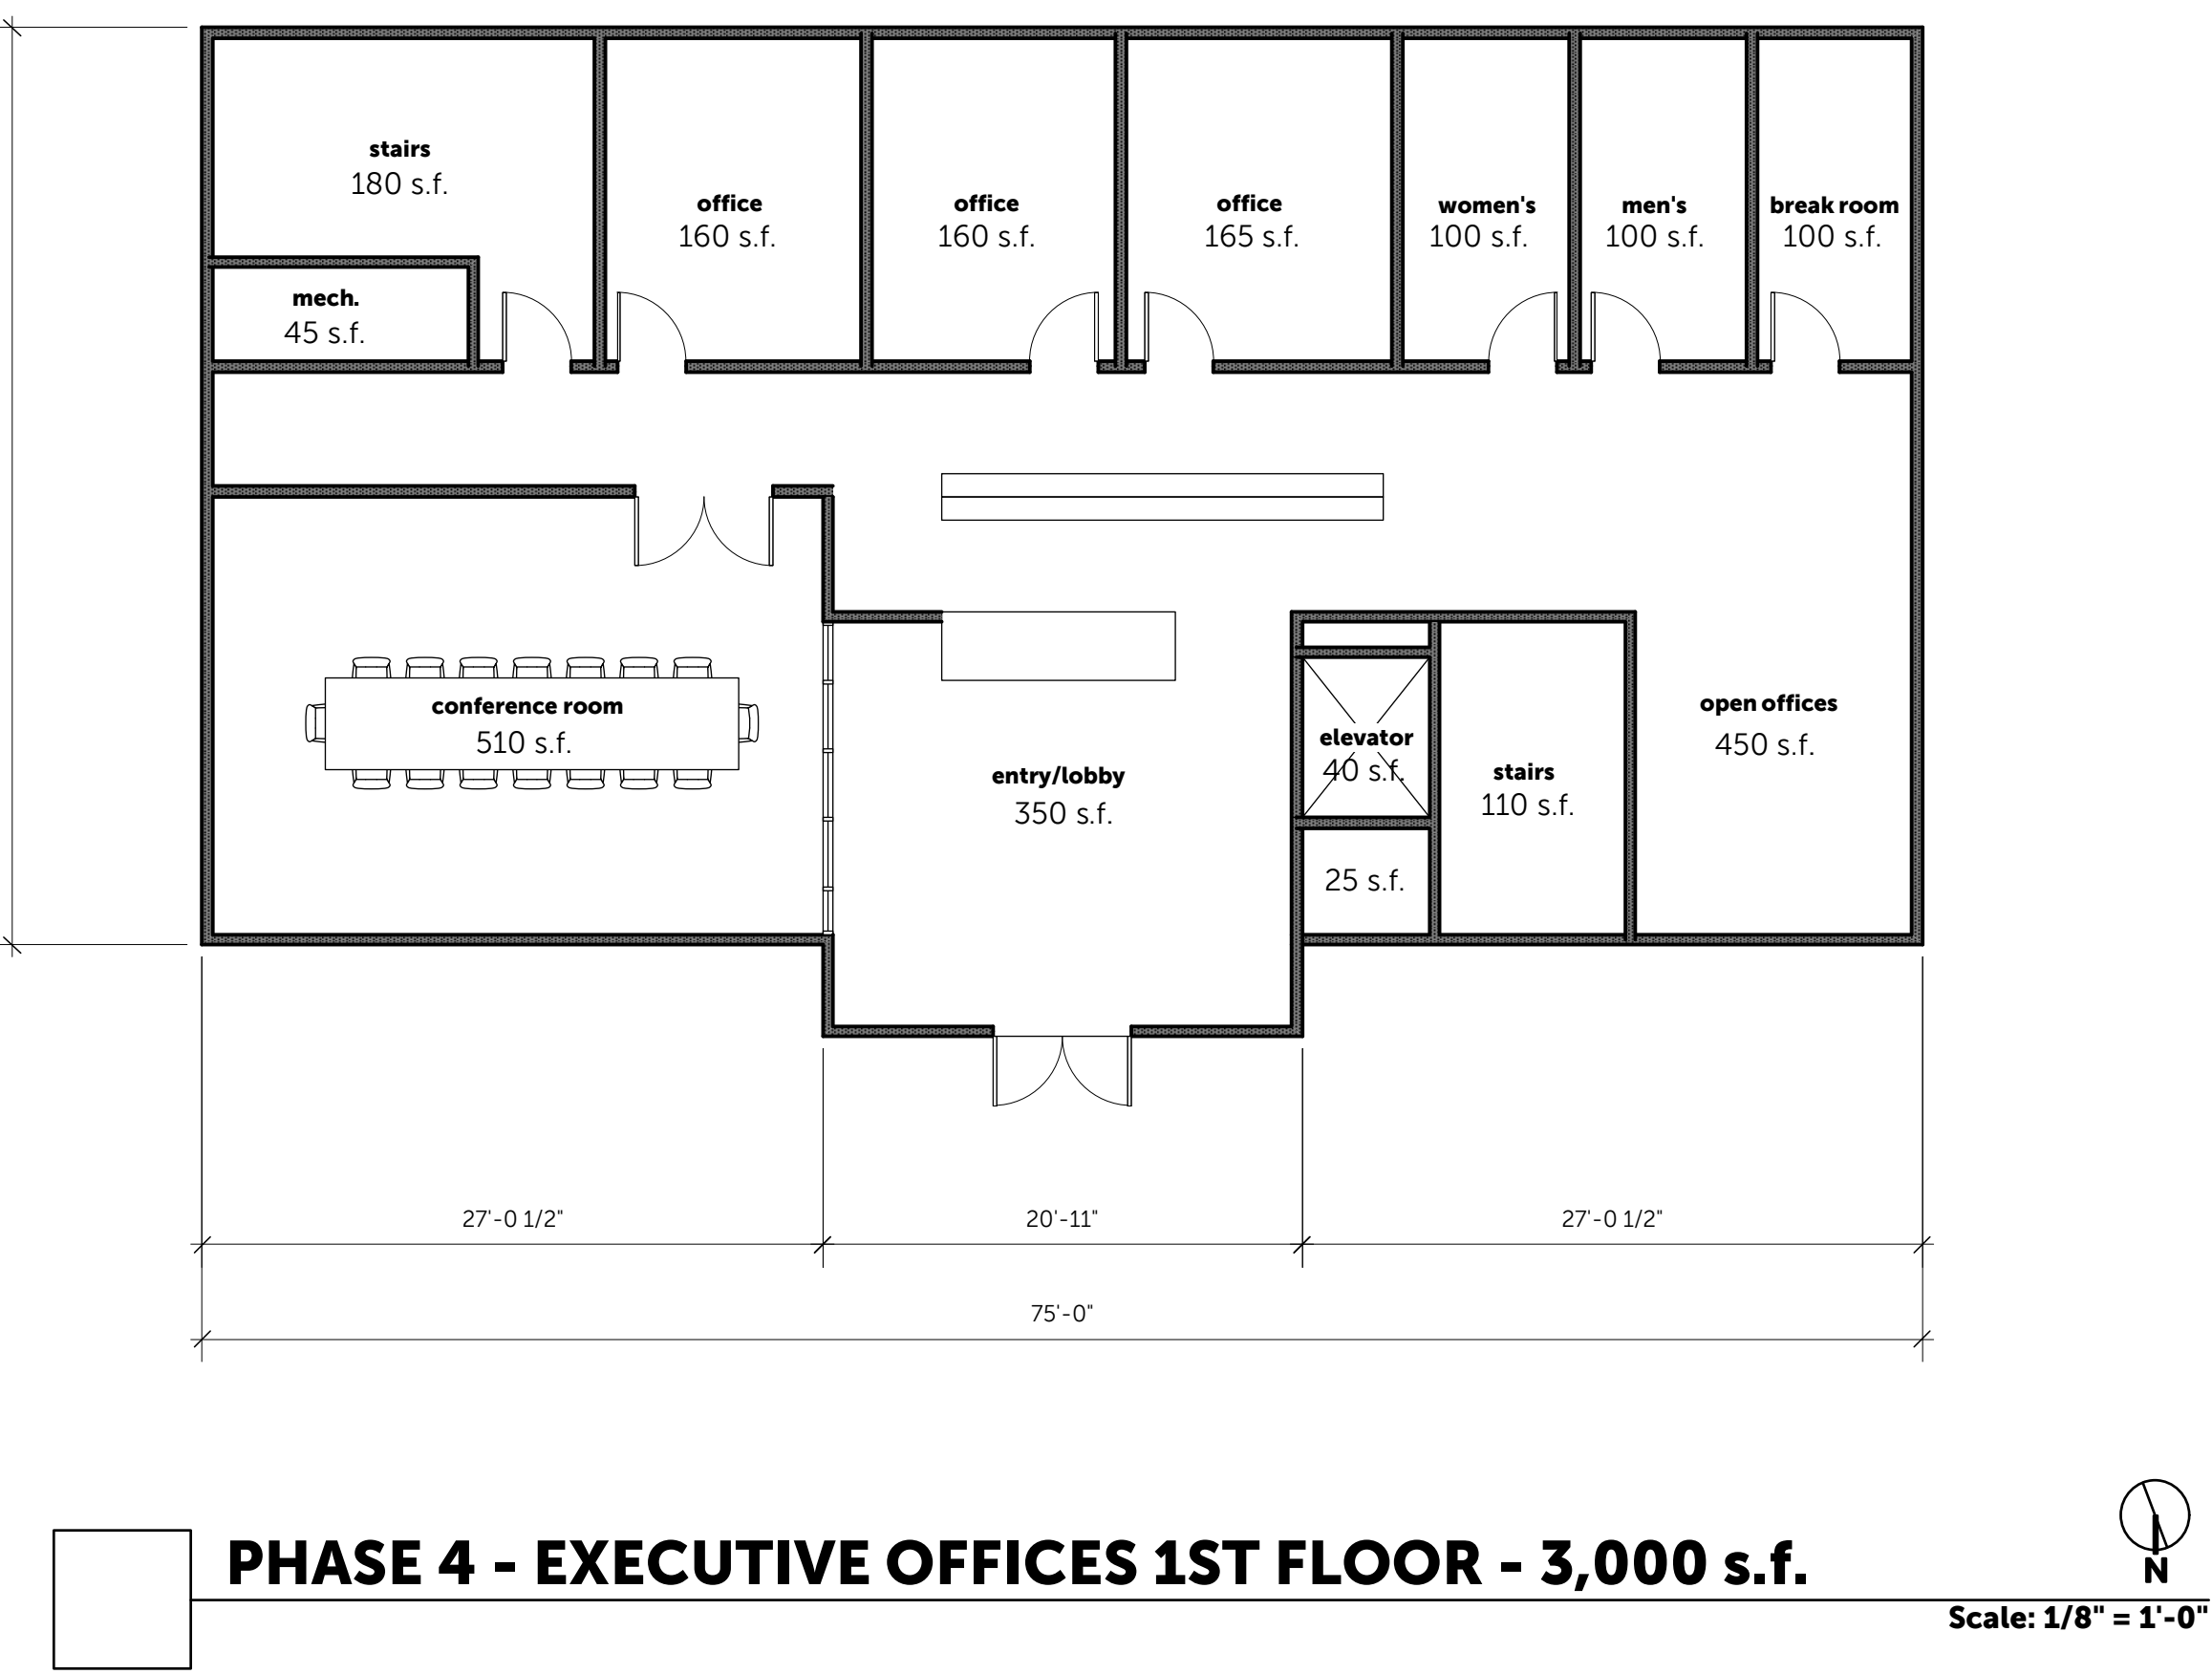 stairs
180 s.f.
office
160 s.f.
office
160 s.f.
office
165 s.f.
women's
100 s.f.
men's
100 s.f.
break room
100 s.f.
mech.
45 s.f.
conference room
510 s.f.
entry/lobby
350 s.f.
elevator
40 s.f.
25 s.f.
stairs
110 s.f.
open offices
450 s.f.
27'-0 1/2"
20'-11"
27'-0 1/2"
75'-0"
PHASE 4 - EXECUTIVE OFFICES 1ST FLOOR - 3,000 s.f.
N
Scale: 1/8" = 1'-0"